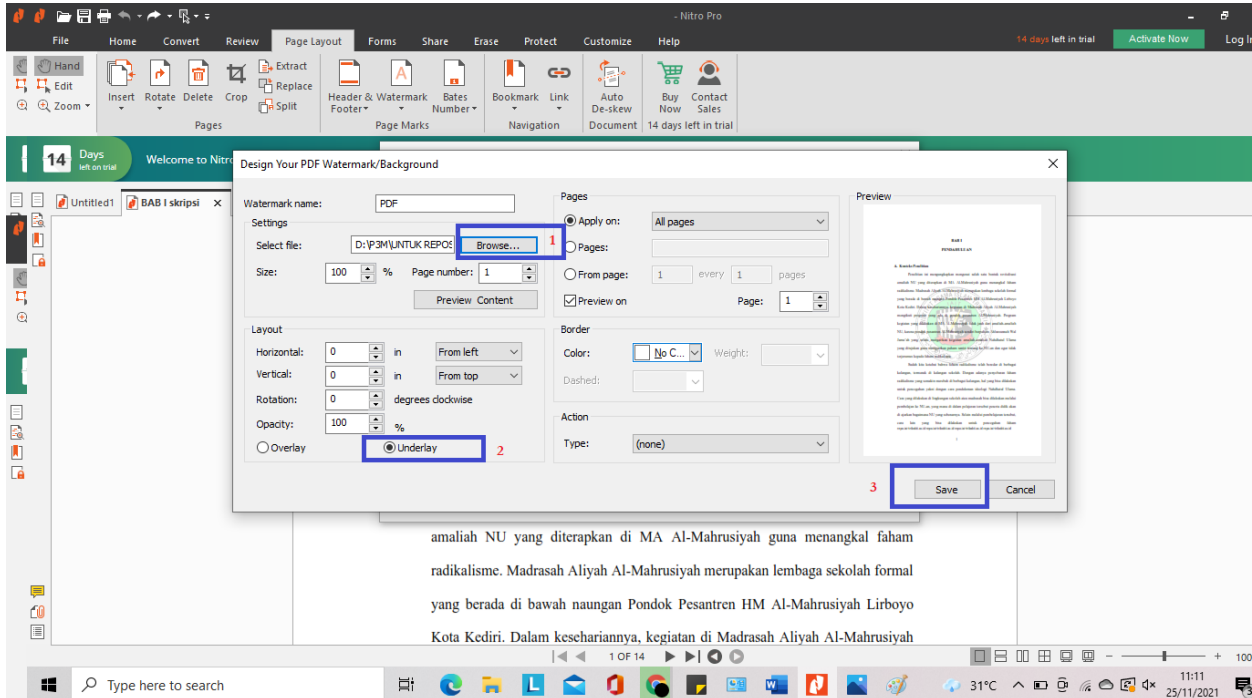 - Nitro Pro
File Home Convert Review Page Layout Forms Share Erase Protect Customize Help
14 days left in trial Activate Now Log In
Hand
Edit
Zoom
Insert Rotate Delete Crop
Extract
Replace
Split
Pages
Header & Footer Watermark Bates Number
Page Marks
Bookmark Link
Navigation
Auto De-skew
Document
Buy Now Contact Sales
14 days left in trial
14 Days left on trial
Welcome to Nitro
Untitled1 BAB I skripsi x
Design Your PDF Watermark/Background
Watermark name: PDF
Settings
Select file: D:\P3M\UNTUK REPOS Browse... 1
Size: 100 % Page number: 1
Preview Content
Layout
Horizontal: 0 in From left
Vertical: 0 in From top
Rotation: 0 degrees clockwise
Opacity: 100 %
Overlay Underlay 2
Pages
Apply on: All pages
Pages:
From page: 1 every 1 pages
Preview on Page: 1
Border
Color: No C... Weight:
Dashed:
Action
Type: (none)
Preview
BAB I
PENDAHULUAN
3 Save Cancel
amaliah NU yang diterapkan di MA Al-Mahrusiyah guna menangkal faham
radikalisme. Madrasah Aliyah Al-Mahrusiyah merupakan lembaga sekolah formal
yang berada di bawah naungan Pondok Pesantren HM Al-Mahrusiyah Lirboyo
Kota Kediri. Dalam kesehariannya, kegiatan di Madrasah Aliyah Al-Mahrusiyah
1 OF 14
100
Type here to search
31°C
11:11
25/11/2021